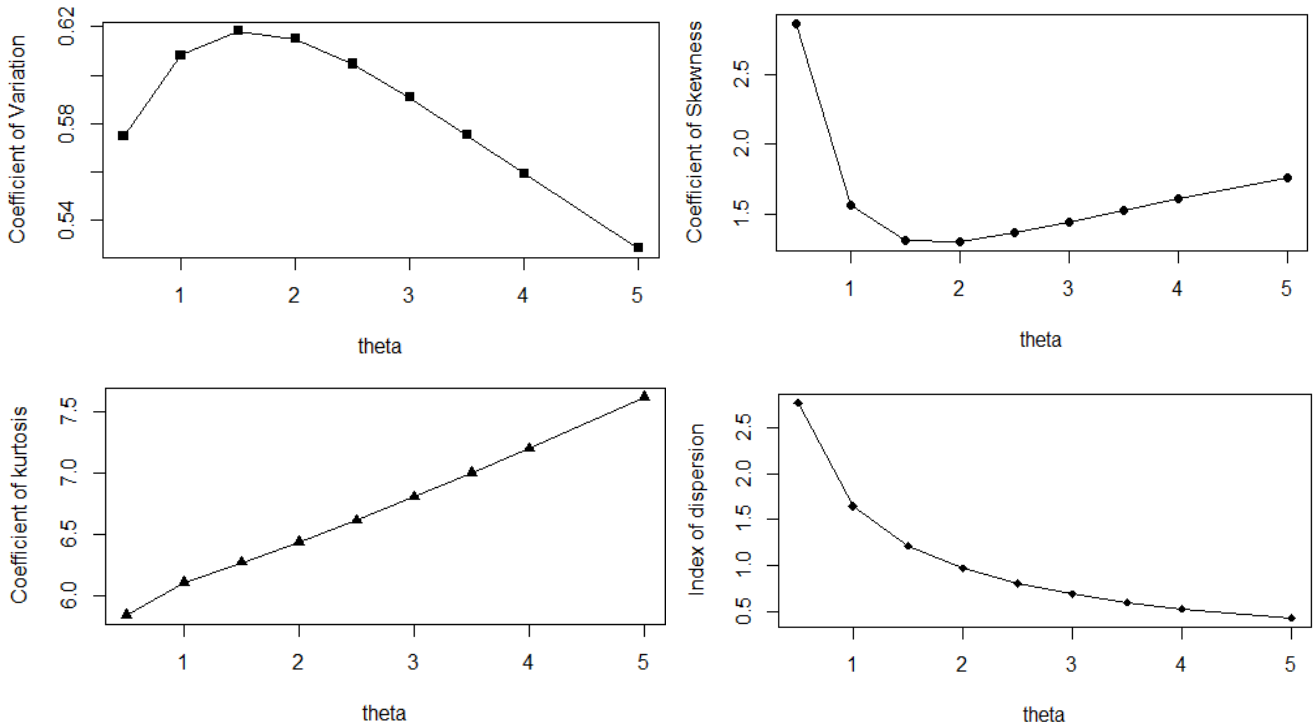 Coefficient of Variation
0.62
0.58
0.54
1 2 3 4 5
theta
Coefficient of Skewness
2.5
2.0
1.5
1 2 3 4 5
theta
Coefficient of kurtosis
7.5
7.0
6.5
6.0
1 2 3 4 5
theta
Index of dispersion
2.5
2.0
1.5
1.0
0.5
1 2 3 4 5
theta